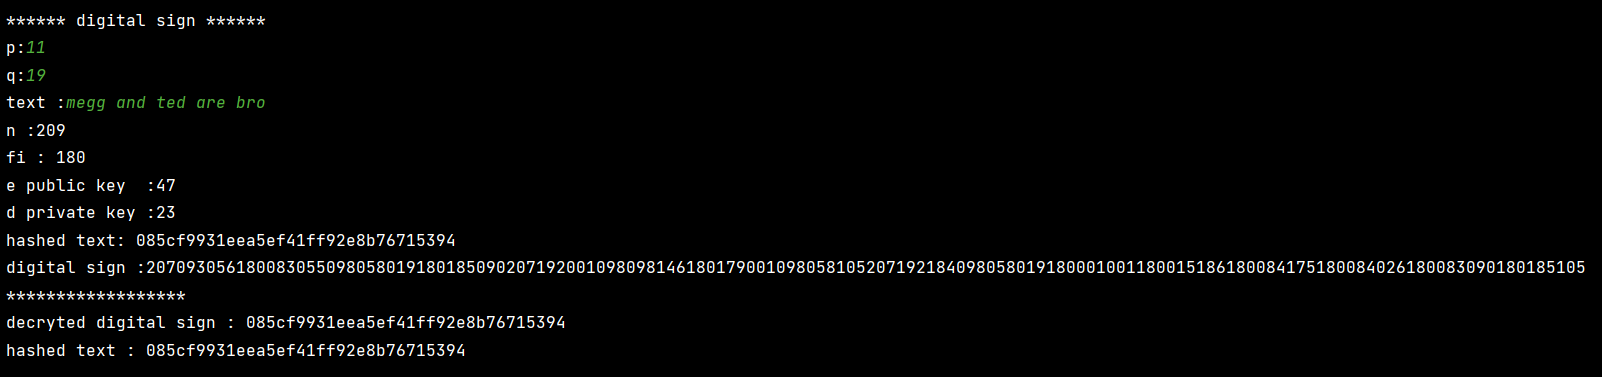 ****** digital sign ******
p:11
q:19
text :megg and ted are bro
n :209
fi : 180
e public key  :47
d private key :23
hashed text: 085cf9931eea5ef41ff92e8b76715394
digital sign :207093056180083055098058019180185090207192001098098146180179001098058105207192184098058019180001001180015186180084175180084026180083090180185105
******************
decryted digital sign : 085cf9931eea5ef41ff92e8b76715394
hashed text : 085cf9931eea5ef41ff92e8b76715394